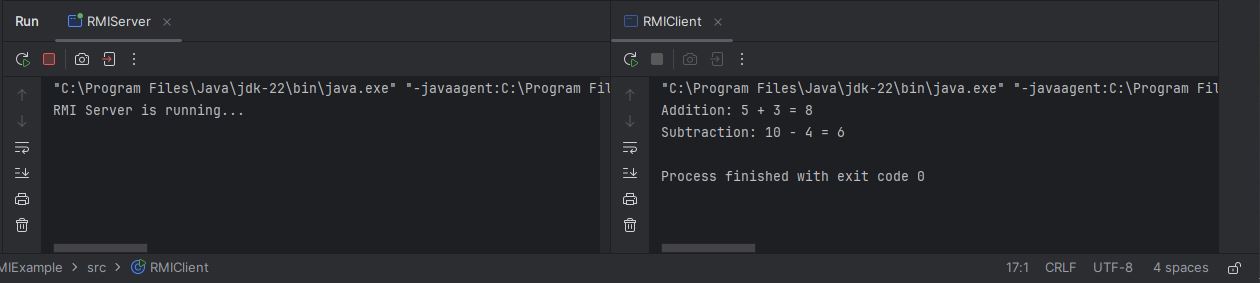 Run RMIServer RMIClient
"C:\Program Files\Java\jdk-22\bin\java.exe" "-javaagent:C:\Program Fil
RMI Server is running...
"C:\Program Files\Java\jdk-22\bin\java.exe" "-javaagent:C:\Program Fil
Addition: 5 + 3 = 8
Subtraction: 10 - 4 = 6
Process finished with exit code 0
MIExample > src > RMIClient 17:1 CRLF UTF-8 4 spaces